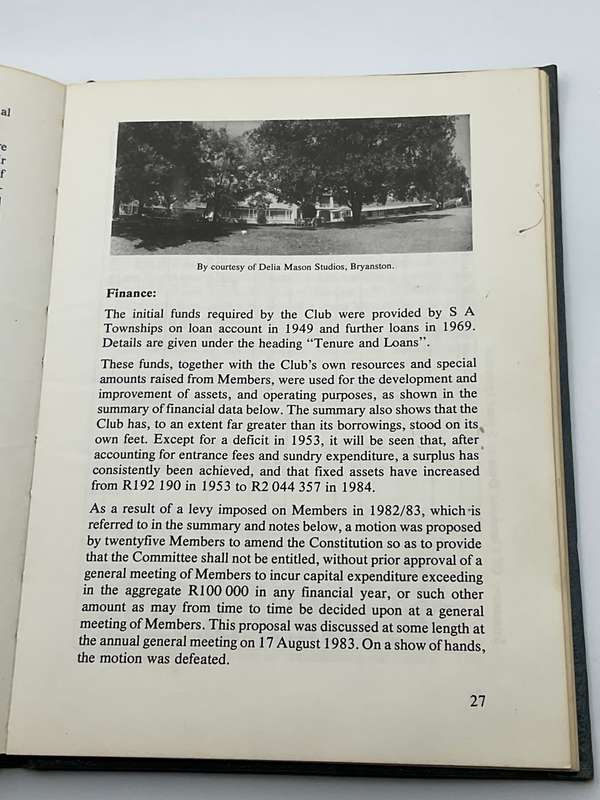 al
re
r
f
-
By courtesy of Delia Mason Studios, Bryanston.
Finance:
The initial funds required by the Club were provided by S A
Townships on loan account in 1949 and further loans in 1969.
Details are given under the heading “Tenure and Loans”.
These funds, together with the Club’s own resources and special
amounts raised from Members, were used for the development and
improvement of assets, and operating purposes, as shown in the
summary of financial data below. The summary also shows that the
Club has, to an extent far greater than its borrowings, stood on its
own feet. Except for a deficit in 1953, it will be seen that, after
accounting for entrance fees and sundry expenditure, a surplus has
consistently been achieved, and that fixed assets have increased
from R192 190 in 1953 to R2 044 357 in 1984.
As a result of a levy imposed on Members in 1982/83, which is
referred to in the summary and notes below, a motion was proposed
by twentyfive Members to amend the Constitution so as to provide
that the Committee shall not be entitled, without prior approval of a
general meeting of Members to incur capital expenditure exceeding
in the aggregate R100 000 in any financial year, or such other
amount as may from time to time be decided upon at a general
meeting of Members. This proposal was discussed at some length at
the annual general meeting on 17 August 1983. On a show of hands,
the motion was defeated.
27